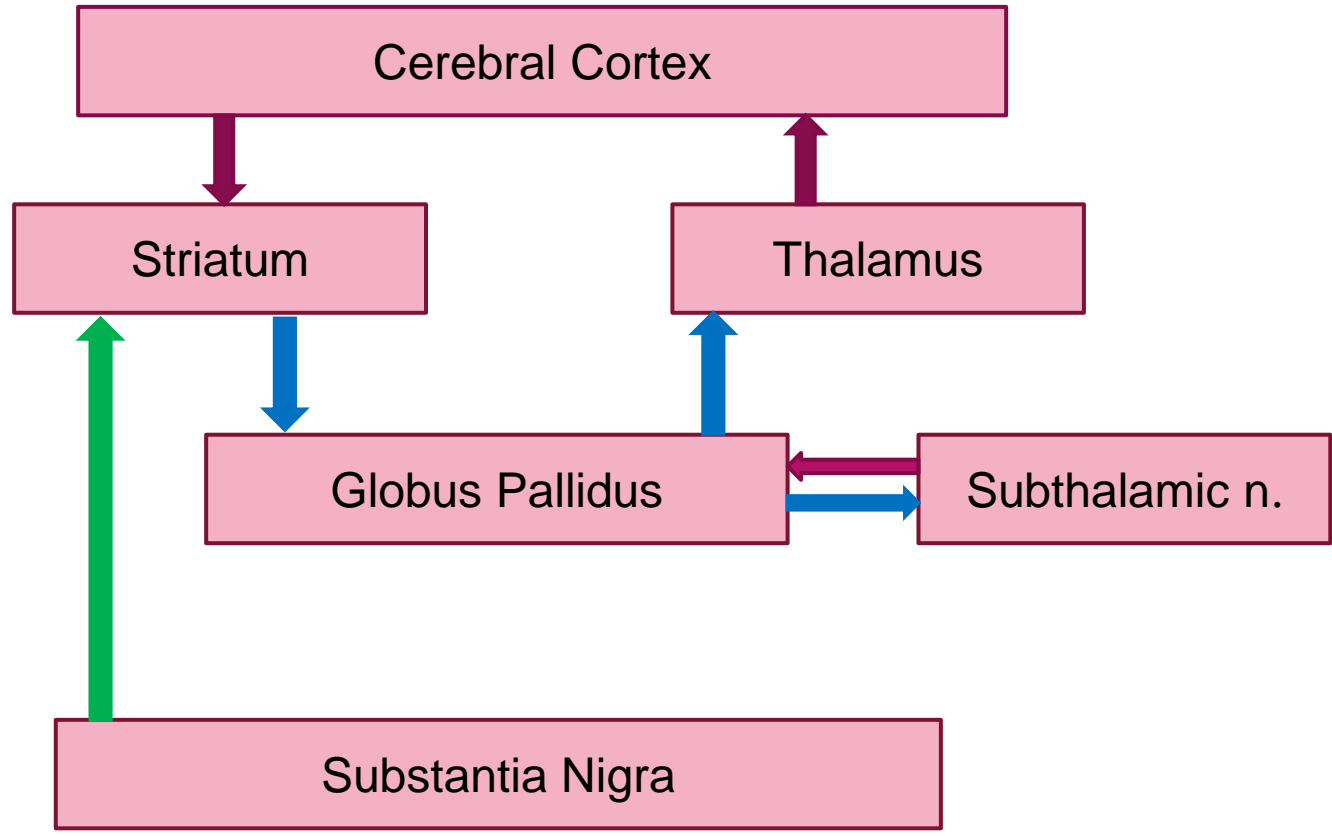 Cerebral Cortex
Striatum
Thalamus
Globus Pallidus
Subthalamic n.
Substantia Nigra